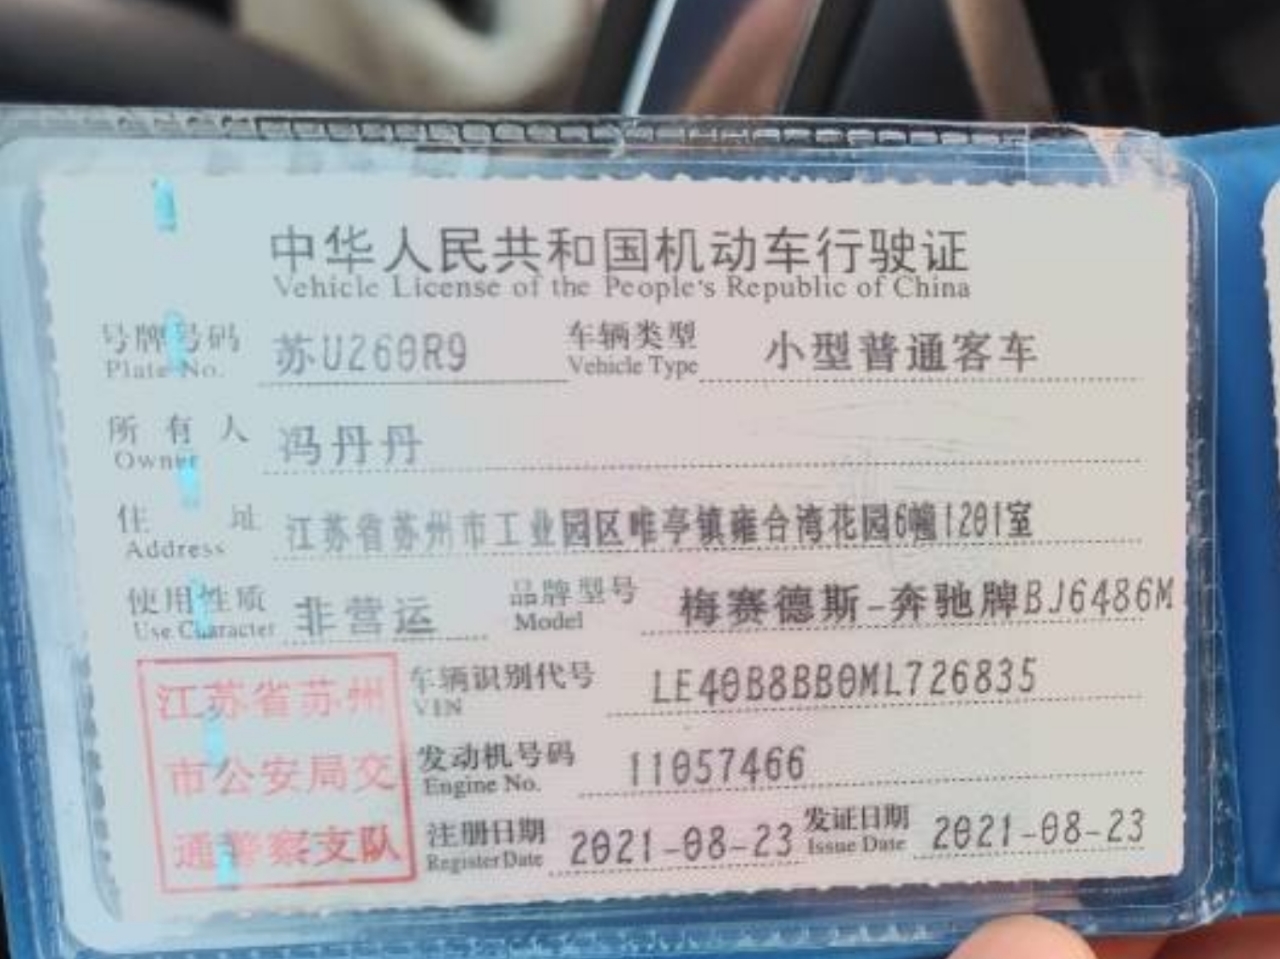 中华人民共和国机动车行驶证
Vehicle License of the People's Republic of China
号牌号码 苏U260R9 车辆类型 小型普通客车
Plate No. Vehicle Type
所有人 冯丹丹
Owner
住址 江苏省苏州市工业园区唯亭镇雍合湾花园6幢1201室
Address
使用性质 非营运 品牌型号 梅赛德斯-奔驰牌BJ6486M
Use Character Model
江苏省苏州
市公安局交
通警察支队
车辆识别代号 LE40B8BB0ML726835
VIN
发动机号码 11057466
Engine No.
注册日期 2021-08-23 发证日期 2021-08-23
Register Date Issue Date